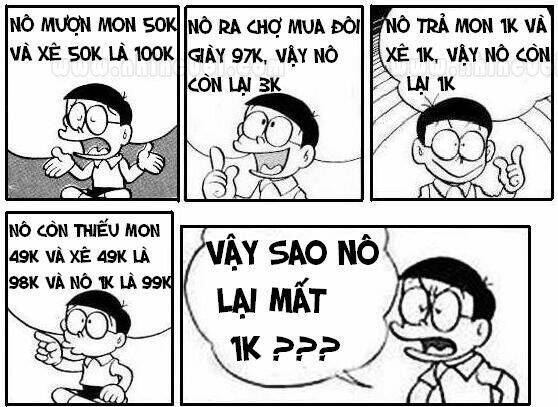 NÔ MƯỢN MON 50K
VÀ XÊ 50K LÀ 100K
NÔ RA CHỢ MUA ĐÔI
GIÀY 97K, VẬY NÔ
CÒN LẠI 3K
NÔ TRẢ MON 1K VÀ
XÊ 1K, VẬY NÔ CÒN
LẠI 1K
NÔ CÒN THIẾU MON
49K VÀ XÊ 49K LÀ
98K VÀ NÔ 1K LÀ 99K
VẬY SAO NÔ
LẠI MẤT
1K ???